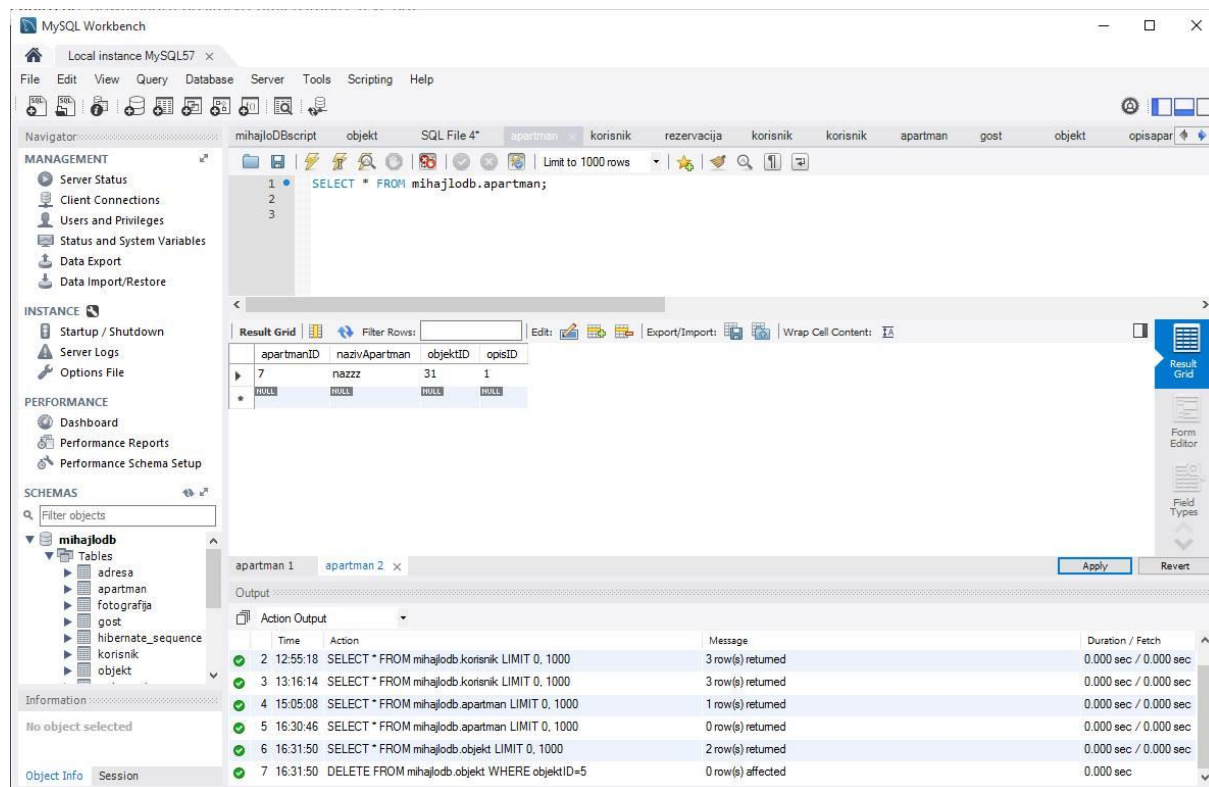 MySQL Workbench
Local instance MySQL57
File Edit View Query Database Server Tools Scripting Help
Navigator
MANAGEMENT
Server Status
Client Connections
Users and Privileges
Status and System Variables
Data Export
Data Import/Restore
INSTANCE
Startup / Shutdown
Server Logs
Options File
PERFORMANCE
Dashboard
Performance Reports
Performance Schema Setup
SCHEMAS
Filter objects
mihajlodb
Tables
adresa
apartman
fotografija
gost
hibernate_sequence
korisnik
objekt
Information
No object selected
Object Info Session
mihajloDBscript objekt SQL File 4* apartman korisnik rezervacija korisnik korisnik apartman gost objekt opisapar
Limit to 1000 rows
1 SELECT * FROM mihajlodb.apartman;
2
3
Result Grid Filter Rows: Edit: Export/Import: Wrap Cell Content:
apartmanID nazivApartman objektID opisID
7 nazzz 31 1
NULL NULL NULL NULL
Result Grid
Form Editor
Field Types
apartman 1 apartman 2 Apply Revert
Output
Action Output
Time Action Message Duration / Fetch
2 12:55:18 SELECT * FROM mihajlodb.korisnik LIMIT 0, 1000 3 row(s) returned 0.000 sec / 0.000 sec
3 13:16:14 SELECT * FROM mihajlodb.korisnik LIMIT 0, 1000 3 row(s) returned 0.000 sec / 0.000 sec
4 15:05:08 SELECT * FROM mihajlodb.apartman LIMIT 0, 1000 1 row(s) returned 0.000 sec / 0.000 sec
5 16:30:46 SELECT * FROM mihajlodb.apartman LIMIT 0, 1000 0 row(s) returned 0.000 sec / 0.000 sec
6 16:31:50 SELECT * FROM mihajlodb.objekt LIMIT 0, 1000 2 row(s) returned 0.000 sec / 0.000 sec
7 16:31:50 DELETE FROM mihajlodb.objekt WHERE objektID=5 0 row(s) affected 0.000 sec